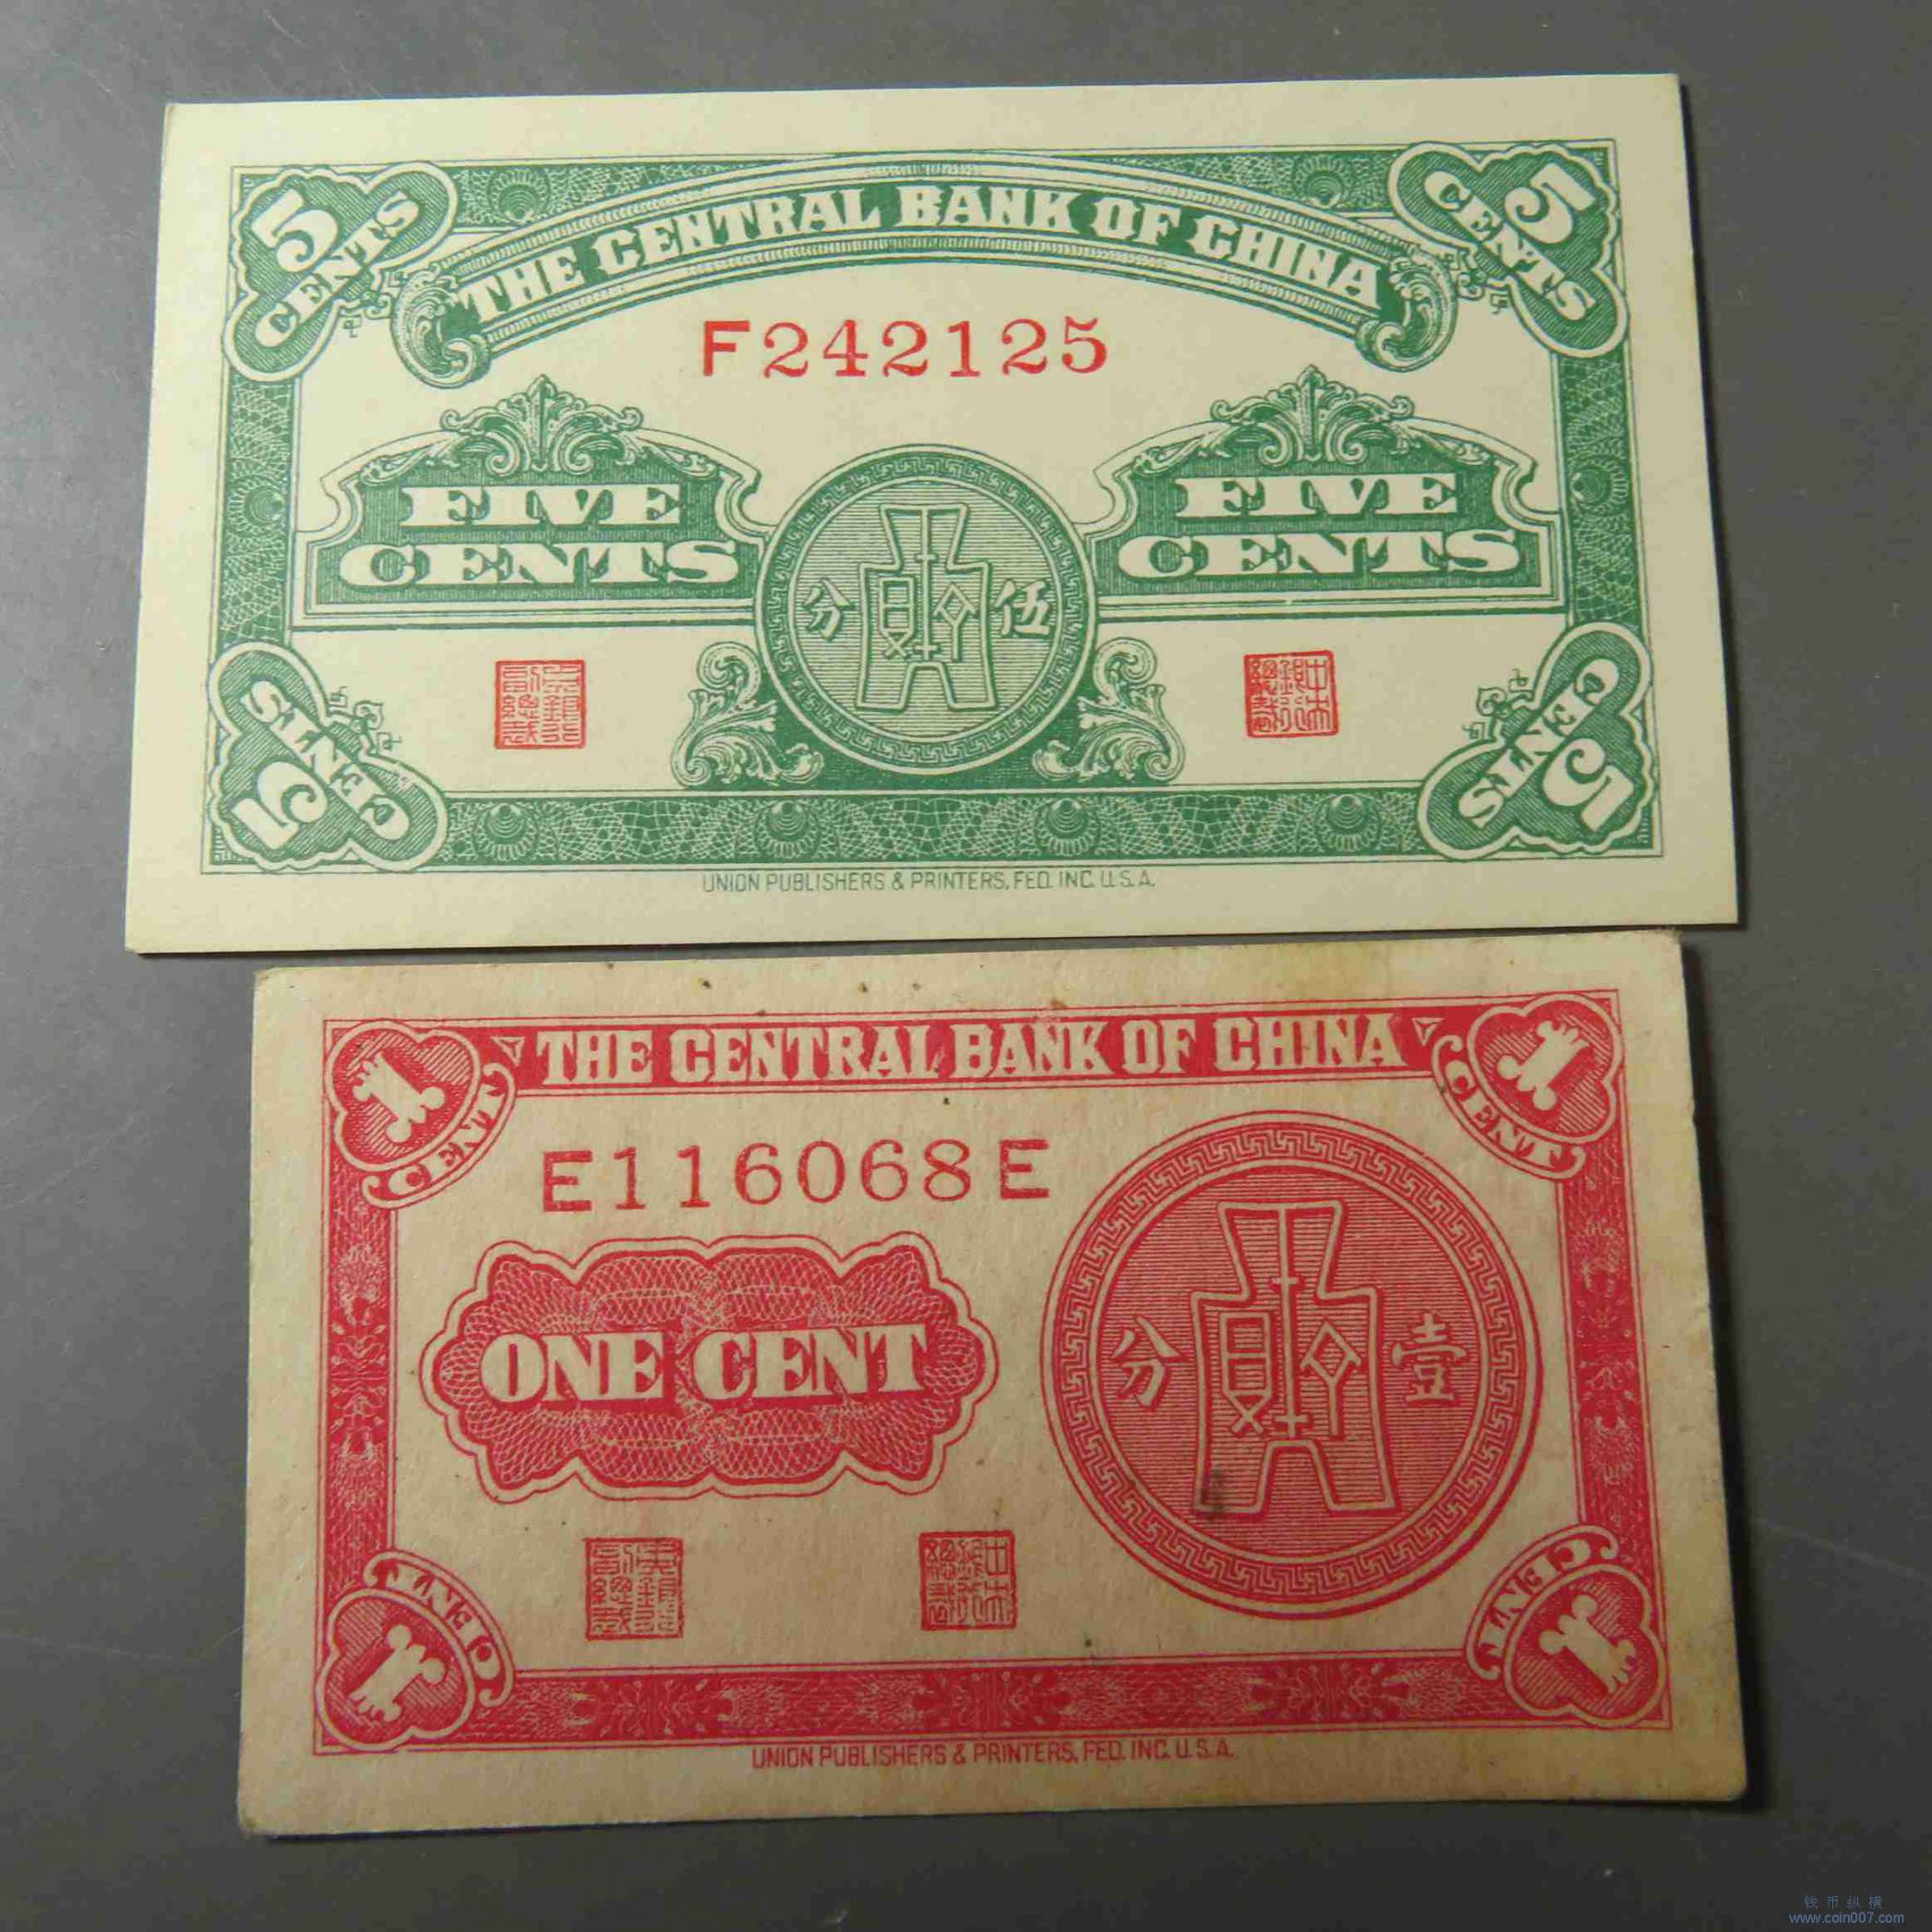 5 CENTS
5 CENTS
THE CENTRAL BANK OF CHINA
F242125
FIVE CENTS
FIVE CENTS
分 伍
CENTS 5
CENTS 5
UNION PUBLISHERS & PRINTERS, FED. INC. U.S.A.
1 CENT
THE CENTRAL BANK OF CHINA
1 CENT
E116068E
ONE CENT
分 壹
CENT 1
CENT 1
UNION PUBLISHERS & PRINTERS, FED. INC. U.S.A.
钱币纵横
www.coin007.com